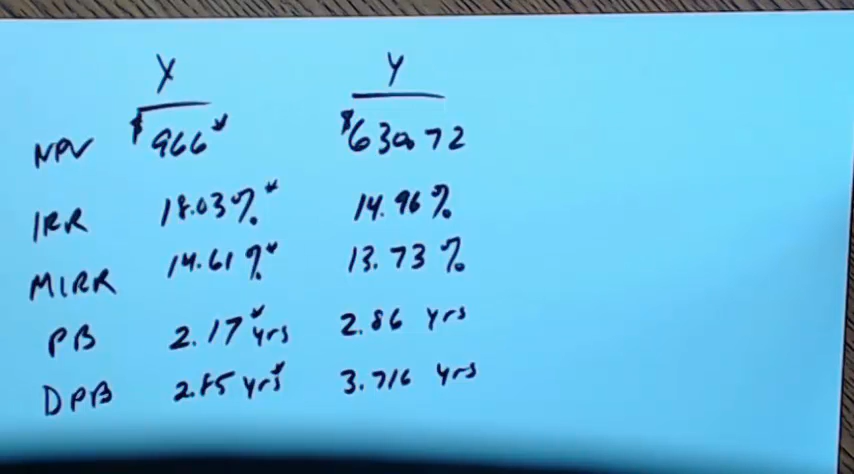 X Y
NPV $966* $630.72
IRR 18.03%* 14.96%
MIRR 14.61%* 13.73%
PB 2.17* yrs 2.86 yrs
DPB 2.85 yrs* 3.716 yrs